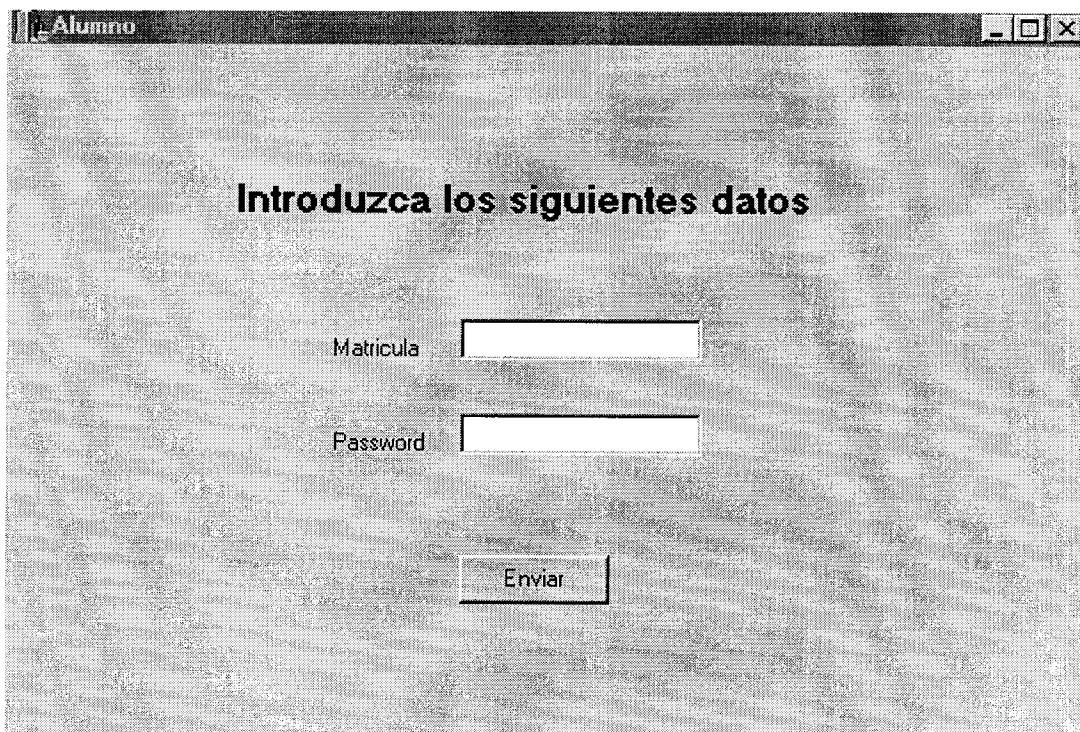 Alumno
Introduzca los siguientes datos
Matricula
Password
Enviar